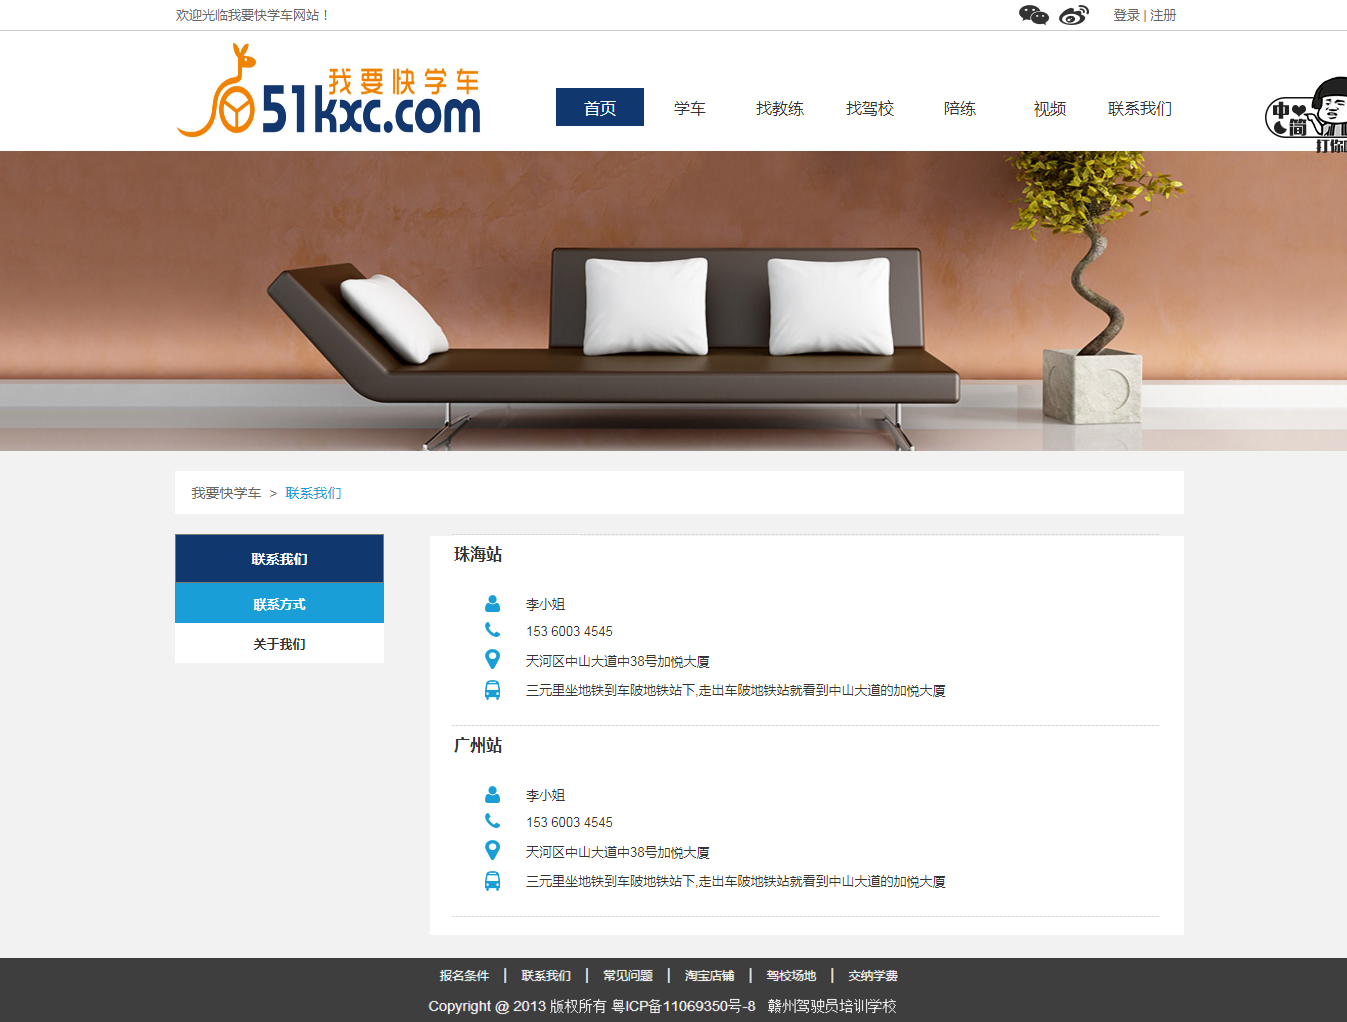 欢迎光临我要快学车网站！
登录 | 注册
我要快学车
51kxc.com
首页 学车 找教练 找驾校 陪练 视频 联系我们
中
简
打你
我要快学车 > 联系我们
联系我们
联系方式
关于我们
珠海站
李小姐
153 6003 4545
天河区中山大道中38号加悦大厦
三元里坐地铁到车陂地铁站下,走出车陂地铁站就看到中山大道的加悦大厦
广州站
李小姐
153 6003 4545
天河区中山大道中38号加悦大厦
三元里坐地铁到车陂地铁站下,走出车陂地铁站就看到中山大道的加悦大厦
报名条件 | 联系我们 | 常见问题 | 淘宝店铺 | 驾校场地 | 交纳学费
Copyright @ 2013 版权所有 粤ICP备11069350号-8 赣州驾驶员培训学校